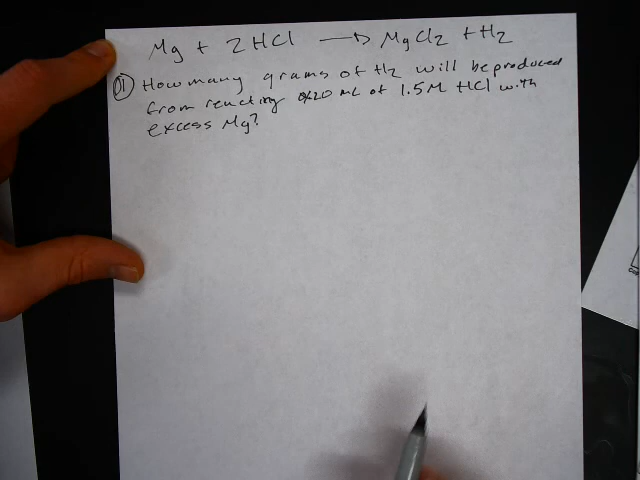 Mg + 2HCl → MgCl2 + H2
① How many grams of H2 will be produced
from reacting 20 mL of 1.5M HCl with
excess Mg?